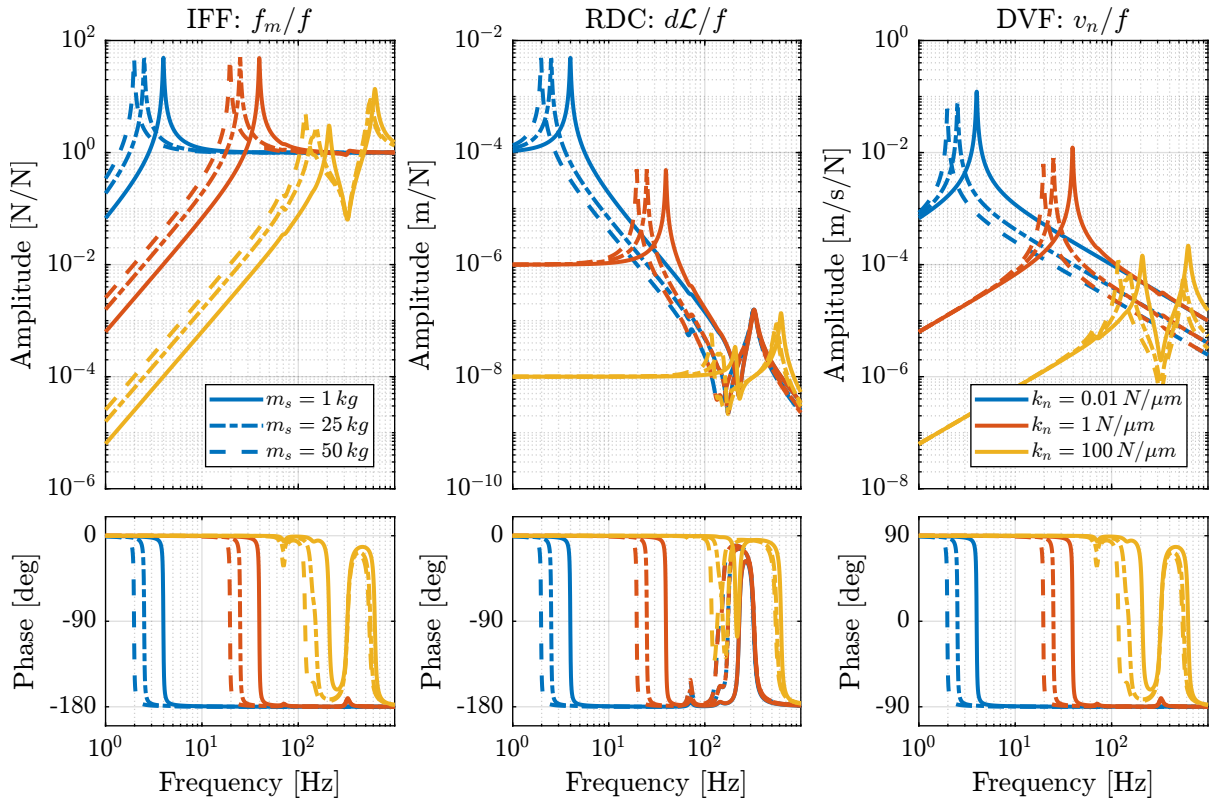 IFF: f_m/f
RDC: dℒ/f
DVF: v_n/f
Amplitude [N/N]
10^2
10^0
10^-2
10^-4
10^-6
m_s = 1 kg
m_s = 25 kg
m_s = 50 kg
Amplitude [m/N]
10^-2
10^-4
10^-6
10^-8
10^-10
Amplitude [m/s/N]
10^0
10^-2
10^-4
10^-6
10^-8
k_n = 0.01 N/μm
k_n = 1 N/μm
k_n = 100 N/μm
Phase [deg]
0
-90
-180
10^0 10^1 10^2
Frequency [Hz]
Phase [deg]
0
-90
-180
10^0 10^1 10^2
Frequency [Hz]
Phase [deg]
90
0
-90
10^0 10^1 10^2 10^3
Frequency [Hz]